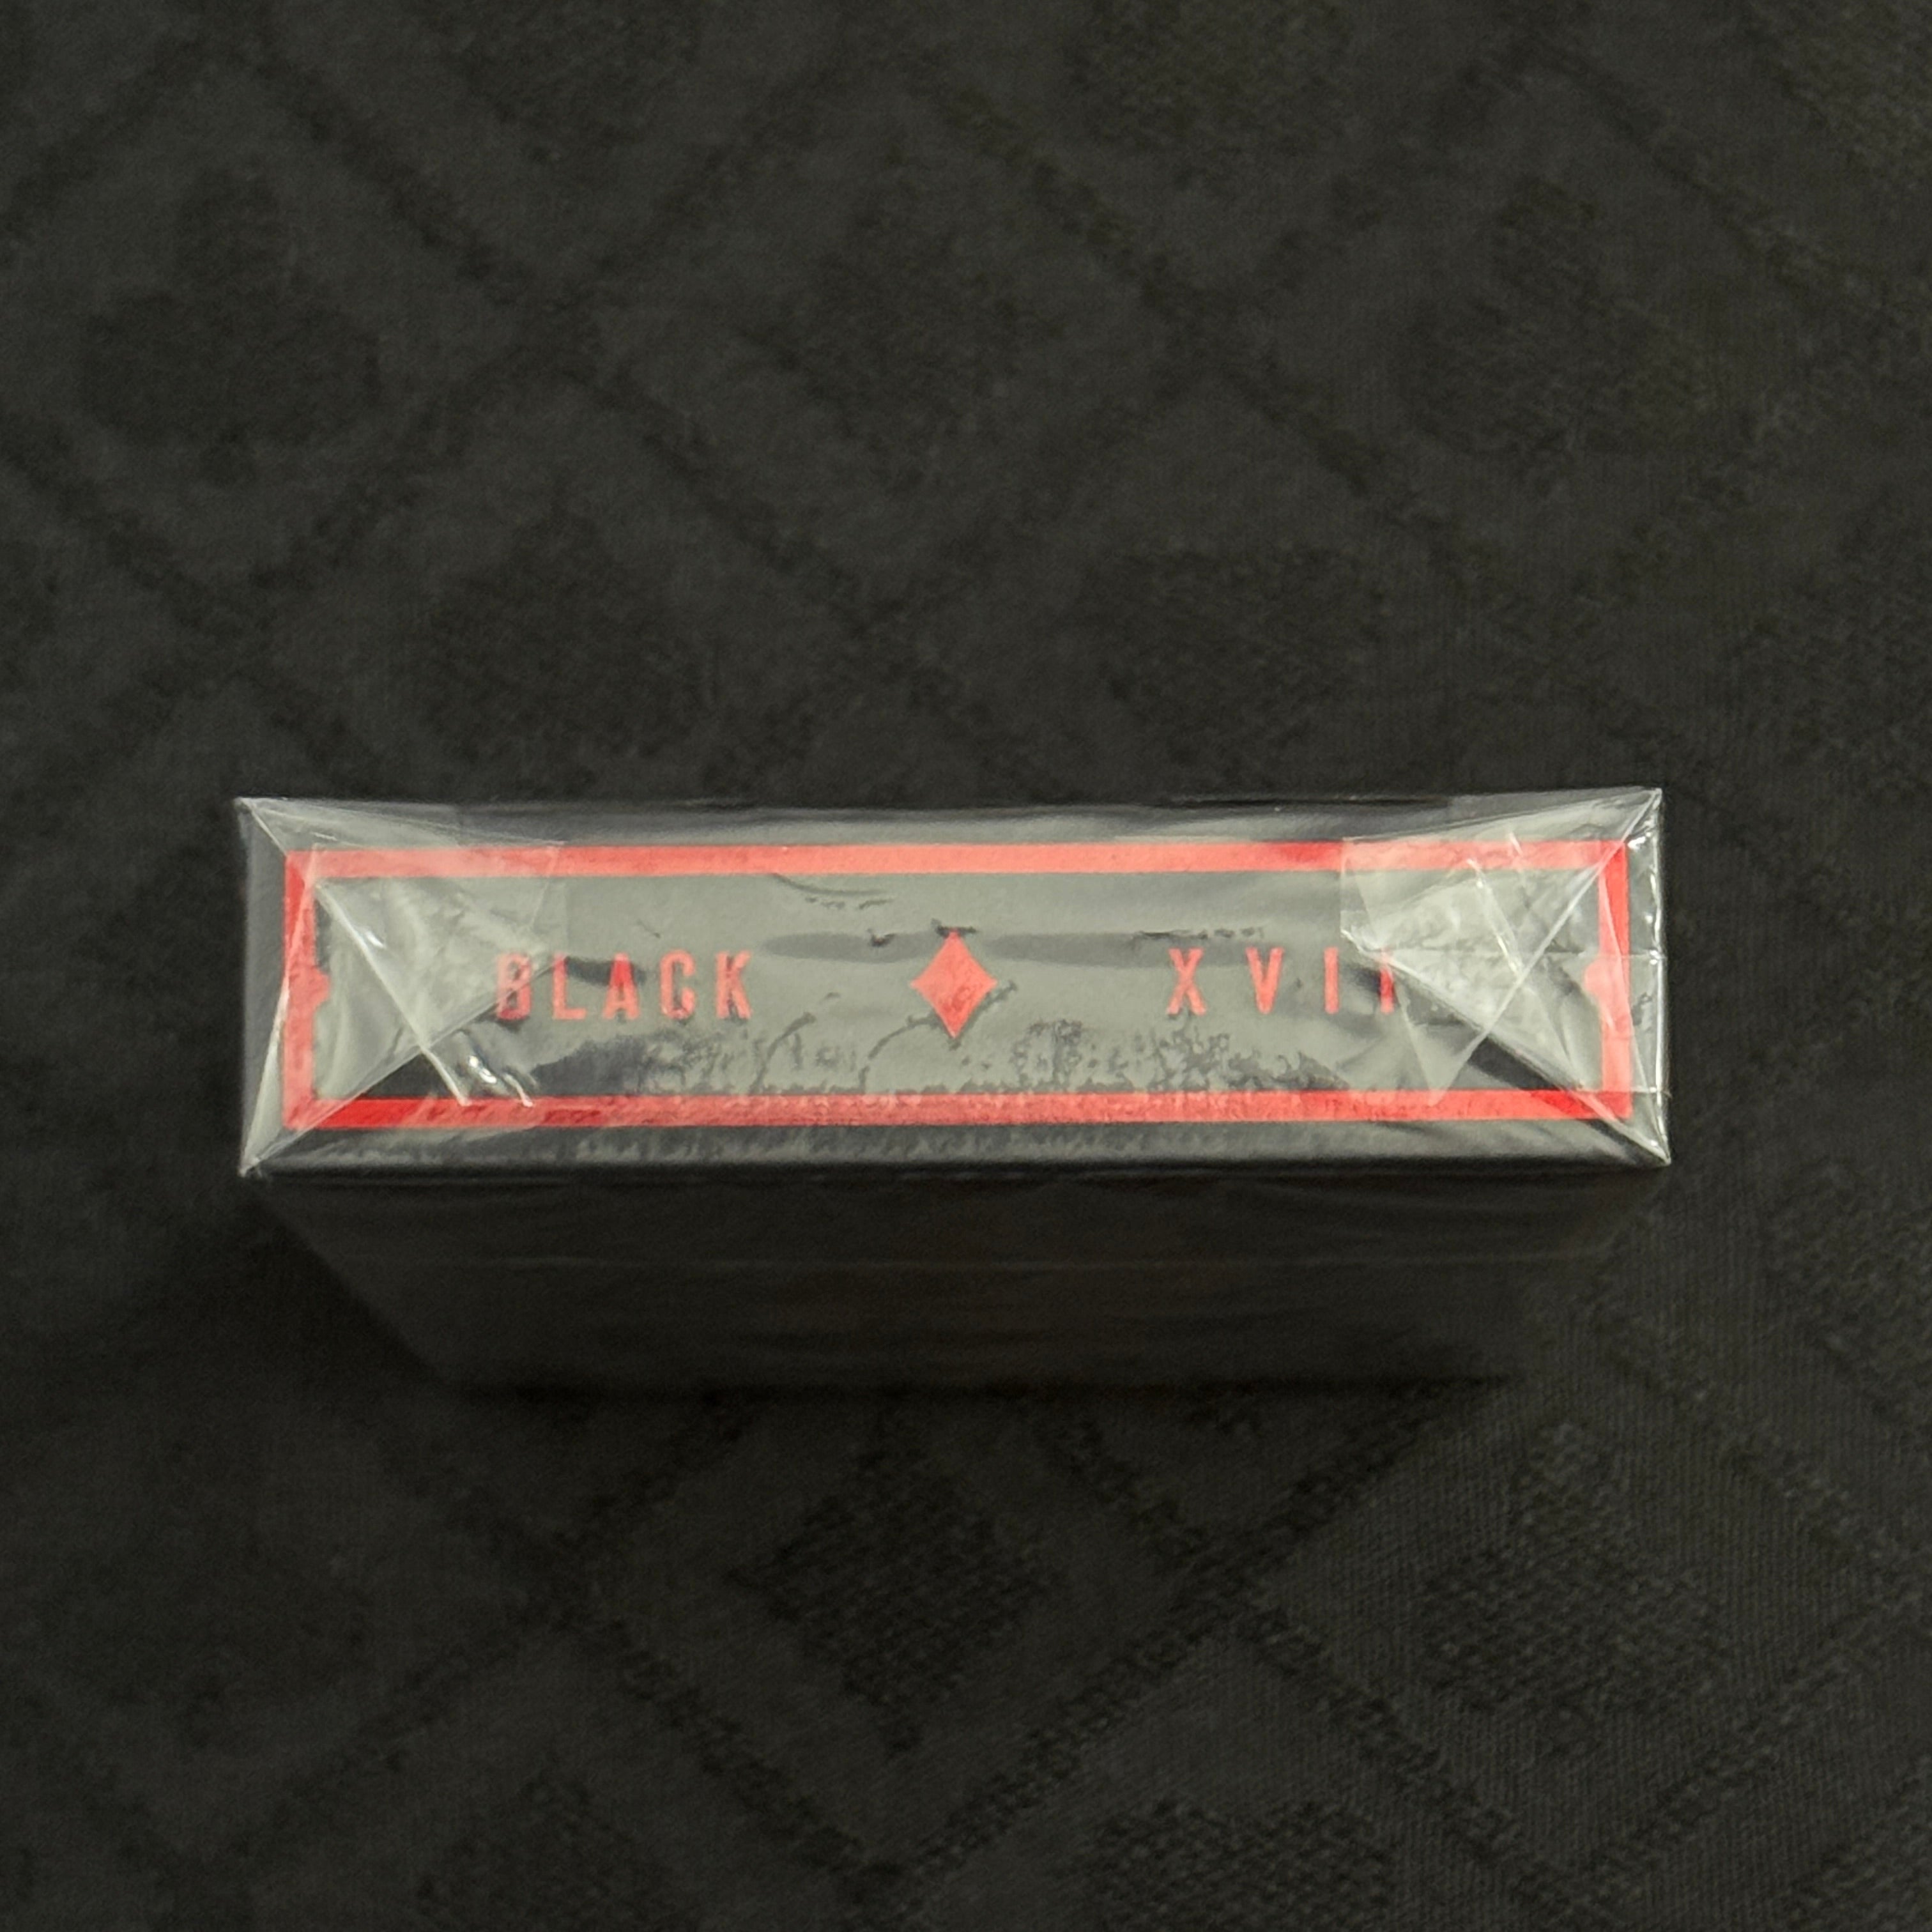 BLACK ♦ XVII